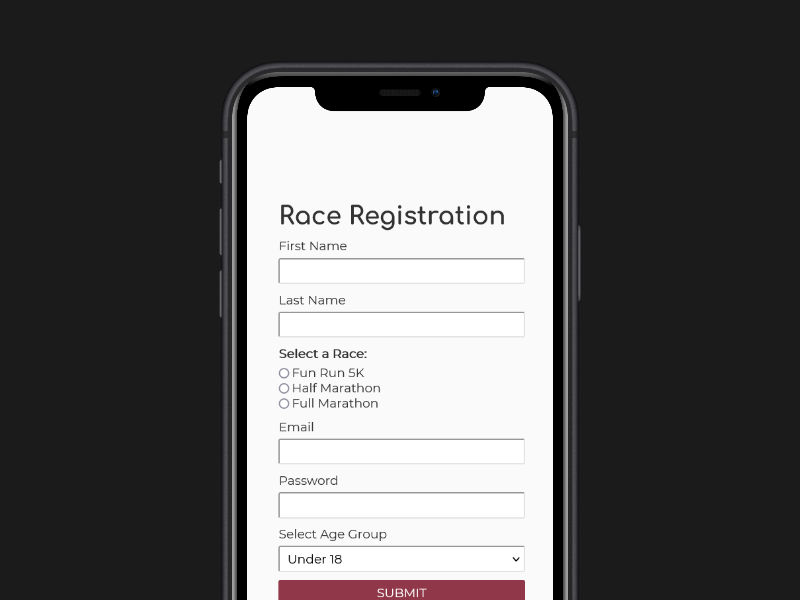 Race Registration
First Name
Last Name
Select a Race:
Fun Run 5K
Half Marathon
Full Marathon
Email
Password
Select Age Group
Under 18
SUBMIT